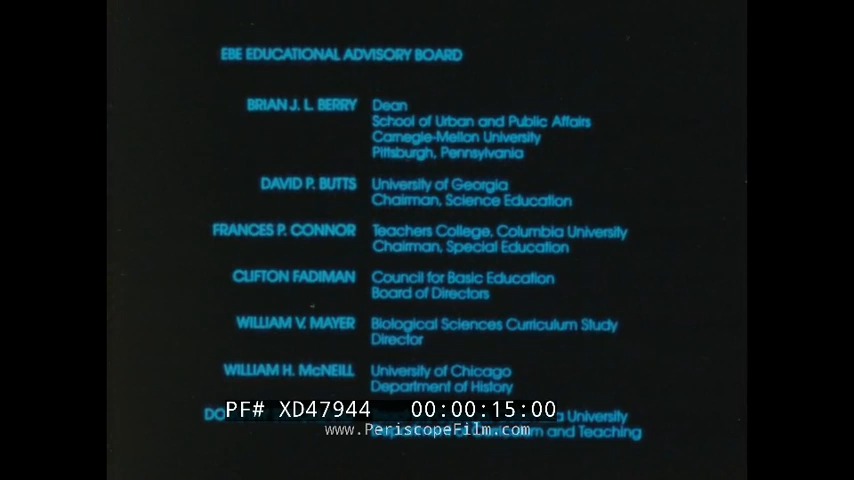 EBE EDUCATIONAL ADVISORY BOARD
BRIAN J. L. BERRY Dean
School of Urban and Public Affairs
Carnegie-Mellon University
Pittsburgh, Pennsylvania
DAVID P. BUTTS University of Georgia
Chairman, Science Education
FRANCES P. CONNOR Teachers College, Columbia University
Chairman, Special Education
CLIFTON FADIMAN Council for Basic Education
Board of Directors
WILLIAM V. MAYER Biological Sciences Curriculum Study
Director
WILLIAM H. McNEILL University of Chicago
Department of History
University
PF# XD47944 00:00:15:00
and Teaching
www.PeriscopeFilm.com